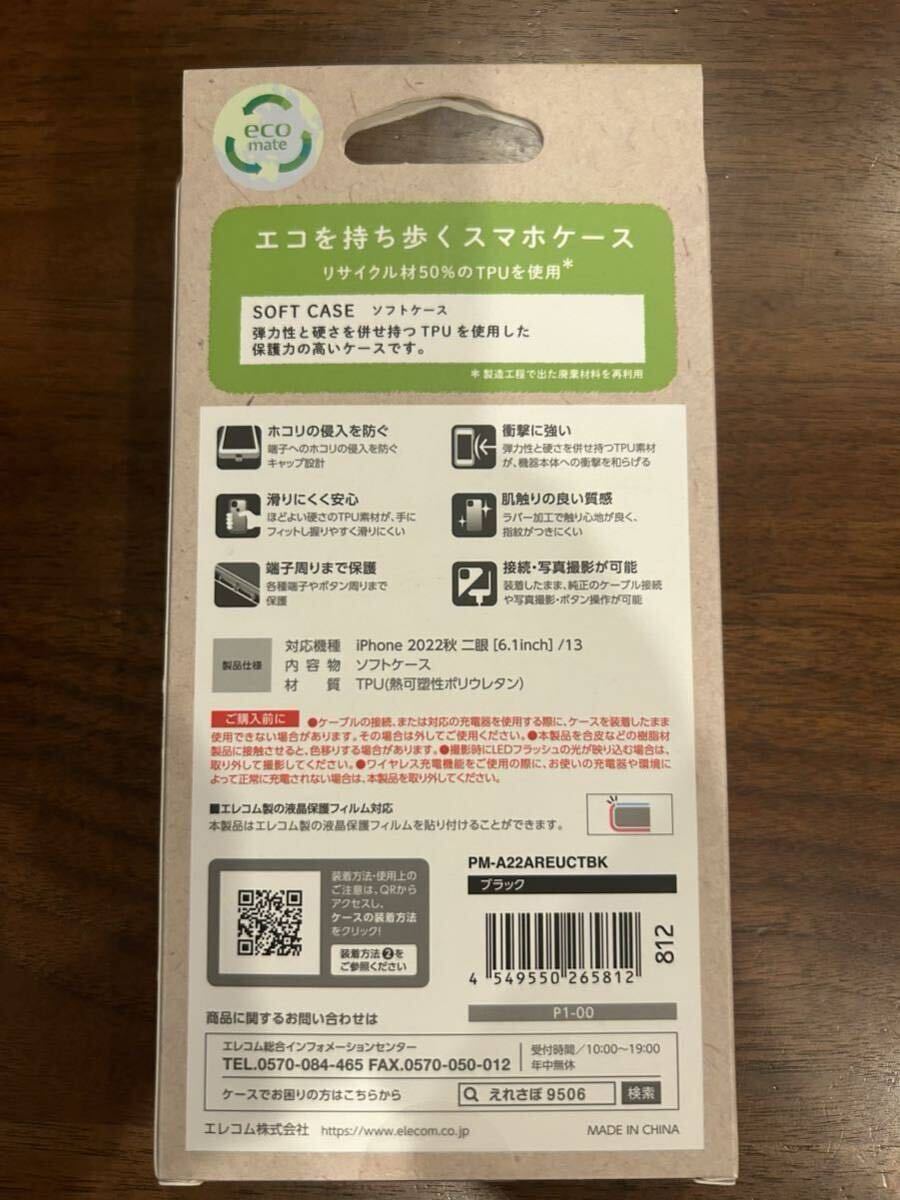 eco
mate
エコを持ち歩くスマホケース
リサイクル材50%のTPUを使用*
SOFT CASE ソフトケース
弾力性と硬さを併せ持つTPUを使用した
保護力の高いケースです。
＊製造工程で出た廃棄材料を再利用
ホコリの侵入を防ぐ
端子へのホコリの侵入を防ぐ
キャップ設計
衝撃に強い
弾力性と硬さを併せ持つTPU素材
が、機器本体への衝撃を和らげる
滑りにくく安心
ほどよい硬さのTPU素材が、手に
フィットし握りやすく滑りにくい
肌触りの良い質感
ラバー加工で触り心地が良く、
指紋がつきにくい
端子周りまで保護
各種端子やボタン周りまで
保護
接続・写真撮影が可能
装着したまま、純正のケーブル接続
や写真撮影・ボタン操作が可能
製品仕様
対応機種 iPhone 2022秋 二眼 [6.1inch] /13
内容物 ソフトケース
材質 TPU(熱可塑性ポリウレタン)
ご購入前に ●ケーブルの接続、または対応の充電器を使用する際に、ケースを装着したまま
使用できない場合があります。その場合は外してご使用ください。●本製品を合皮などの樹脂材
製品に接触させると、色移りする場合があります。●撮影時にLEDフラッシュの光が映り込む場合は、
取り外して撮影してください。●ワイヤレス充電機能をご使用の際に、お使いの充電器や環境に
よって正常に充電されない場合は、本製品を取り外してください。
■エレコム製の液晶保護フィルム対応
本製品はエレコム製の液晶保護フィルムを貼り付けることができます。
装着方法・使用上の
ご注意は、QRから
アクセスし、
ケースの装着方法
をクリック!
装着方法❷を
ご参照ください
PM-A22AREUCTBK
ブラック
4 549550 265812
812
P1-00
商品に関するお問い合わせは
エレコム総合インフォメーションセンター
TEL.0570-084-465 FAX.0570-050-012
受付時間／10:00～19:00
年中無休
ケースでお困りの方はこちらから
えれさぽ 9506 検索
エレコム株式会社 https://www.elecom.co.jp
MADE IN CHINA